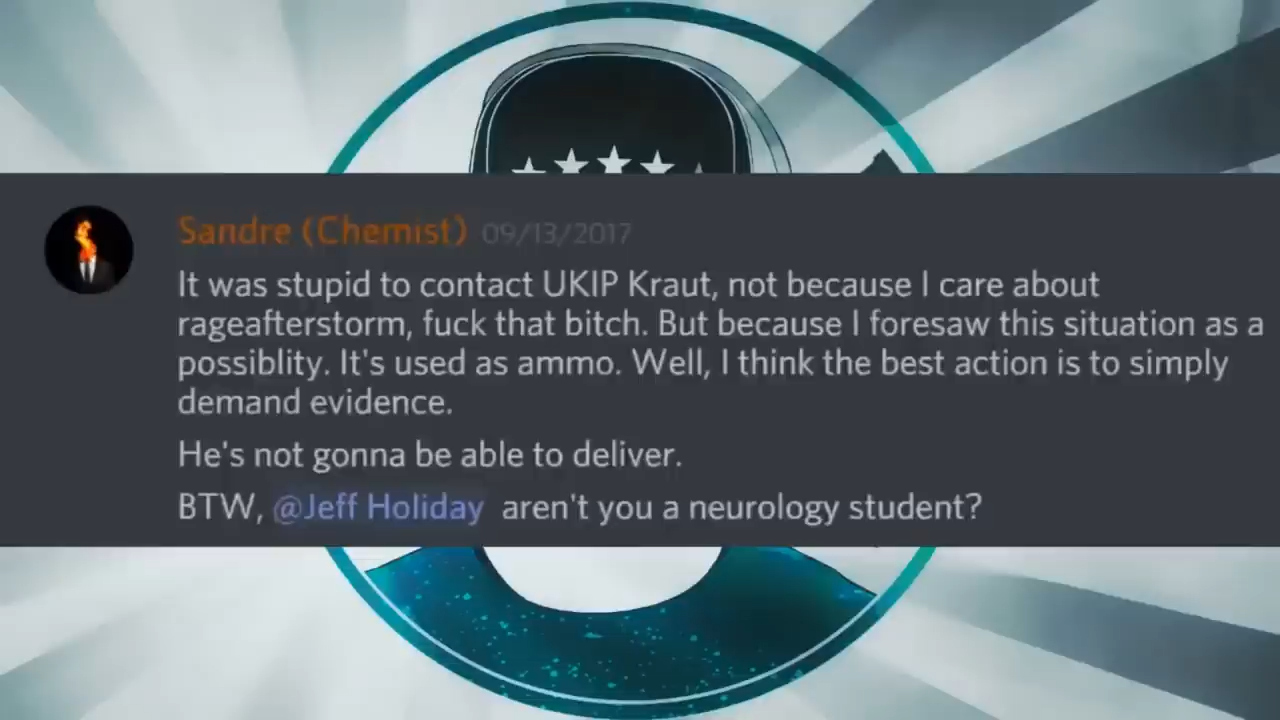 Sandre (Chemist) 09/13/2017
It was stupid to contact UKIP Kraut, not because I care about
rageafterstorm, fuck that bitch. But because I foresaw this situation as a
possiblity. It's used as ammo. Well, I think the best action is to simply
demand evidence.
He's not gonna be able to deliver.
BTW, @Jeff Holiday aren't you a neurology student?